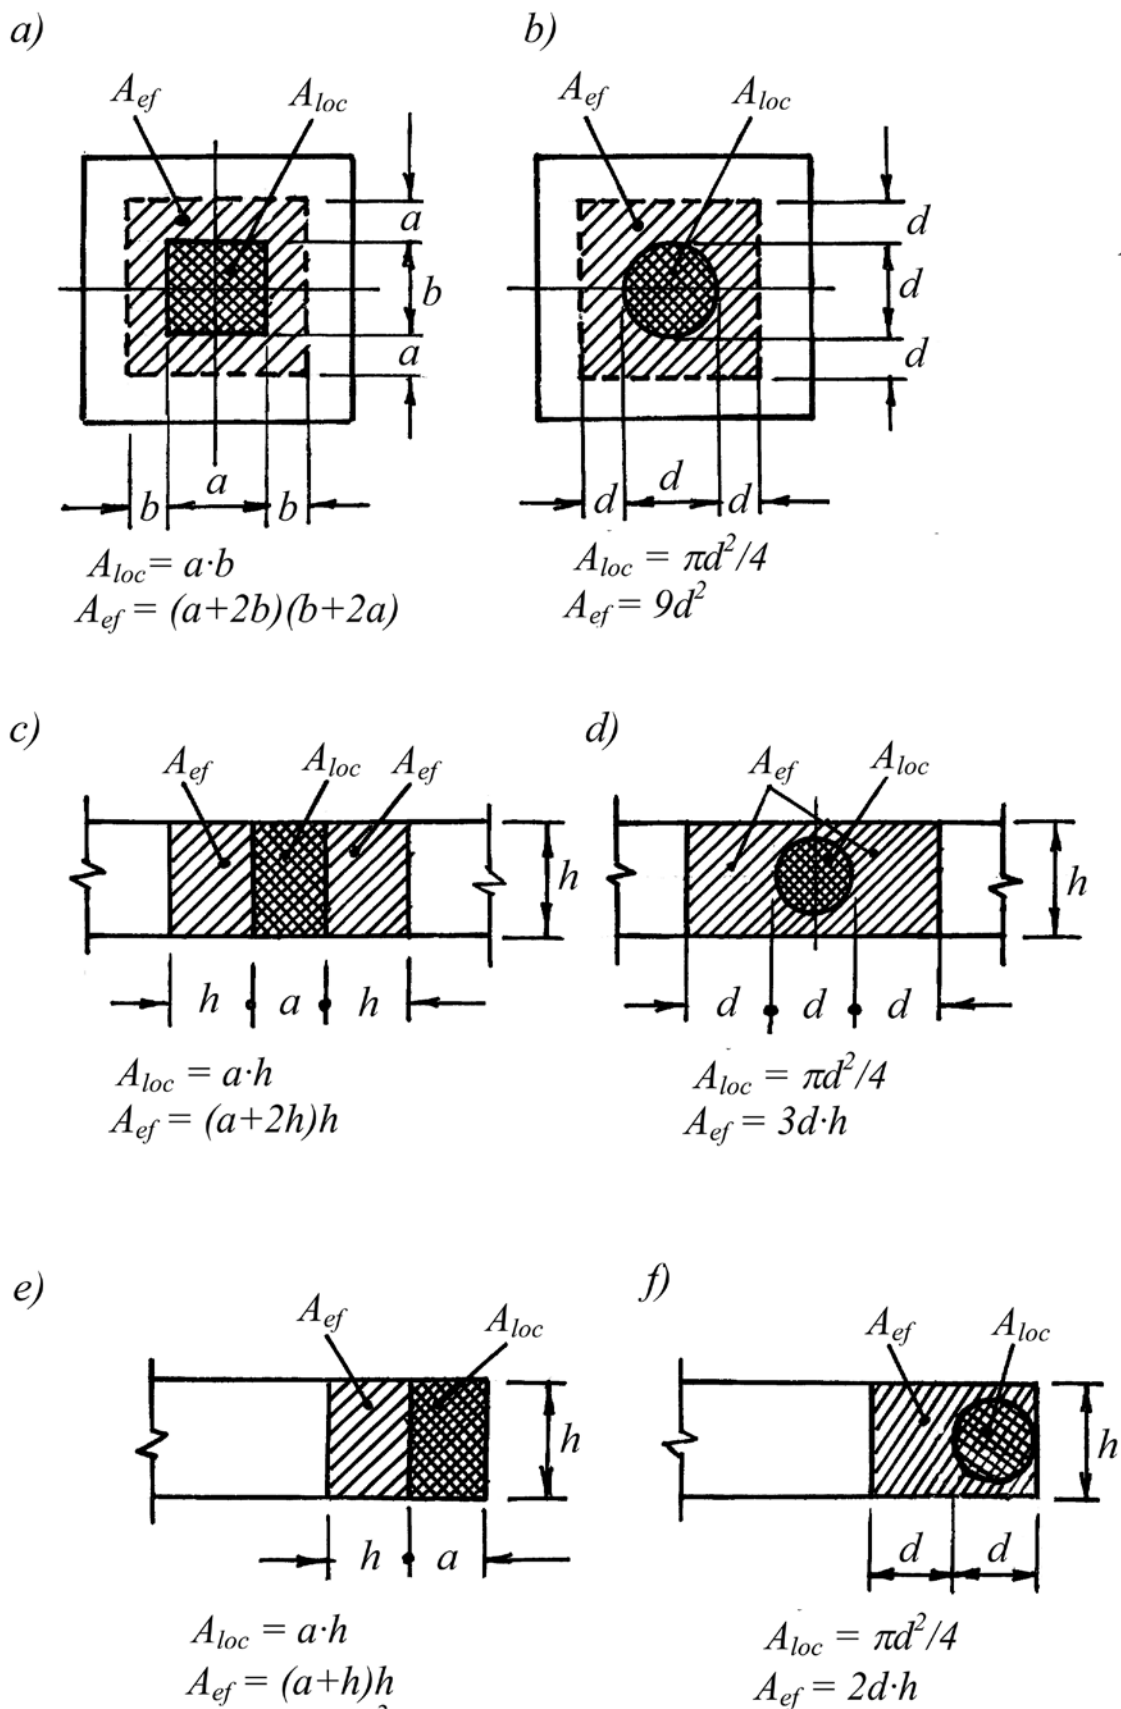 a)
b)
A_ef
A_loc
A_ef
A_loc
a
b
a
d
d
d
b
a
b
d
d
d
A_loc = a·b
A_ef = (a+2b)(b+2a)
A_loc = πd²/4
A_ef = 9d²
c)
d)
A_ef
A_loc
A_ef
A_ef
A_loc
h
h
h
a
h
d
d
d
A_loc = a·h
A_ef = (a+2h)h
A_loc = πd²/4
A_ef = 3d·h
e)
f)
A_ef
A_loc
A_ef
A_loc
h
h
h
a
d
d
A_loc = a·h
A_ef = (a+h)h
A_loc = πd²/4
A_ef = 2d·h